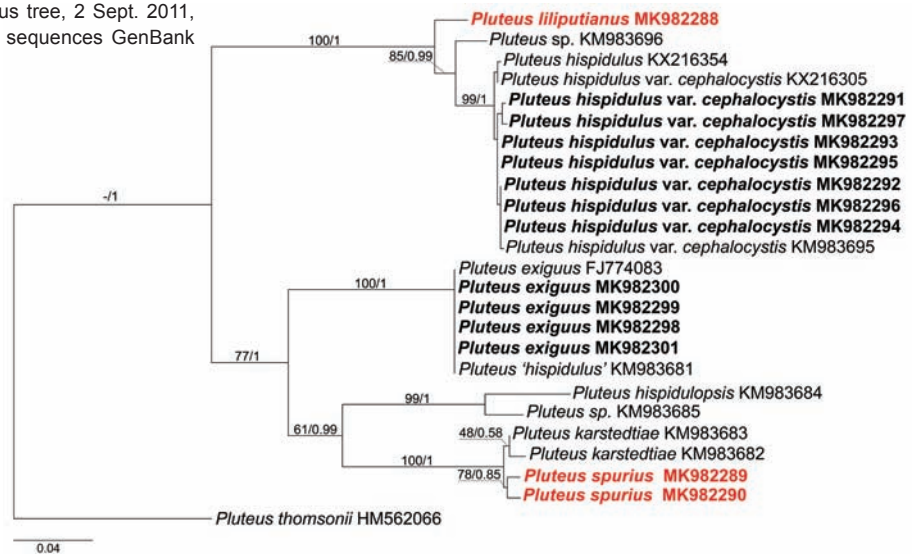 us tree, 2 Sept. 2011,
sequences GenBank
Pluteus liliputianus MK982288
100/1
Pluteus sp. KM983696
85/0.99
Pluteus hispidulus KX216354
Pluteus hispidulus var. cephalocystis KX216305
99/1
Pluteus hispidulus var. cephalocystis MK982291
Pluteus hispidulus var. cephalocystis MK982297
Pluteus hispidulus var. cephalocystis MK982293
Pluteus hispidulus var. cephalocystis MK982295
Pluteus hispidulus var. cephalocystis MK982292
-/1
Pluteus hispidulus var. cephalocystis MK982296
Pluteus hispidulus var. cephalocystis MK982294
Pluteus hispidulus var. cephalocystis KM983695
Pluteus exiguus FJ774083
100/1
Pluteus exiguus MK982300
Pluteus exiguus MK982299
Pluteus exiguus MK982298
Pluteus exiguus MK982301
77/1
Pluteus 'hispidulus' KM983681
Pluteus hispidulopsis KM983684
99/1
Pluteus sp. KM983685
61/0.99
48/0.58
Pluteus karstedtiae KM983683
Pluteus karstedtiae KM983682
100/1
78/0.85
Pluteus spurius MK982289
Pluteus spurius MK982290
Pluteus thomsonii HM562066
0.04